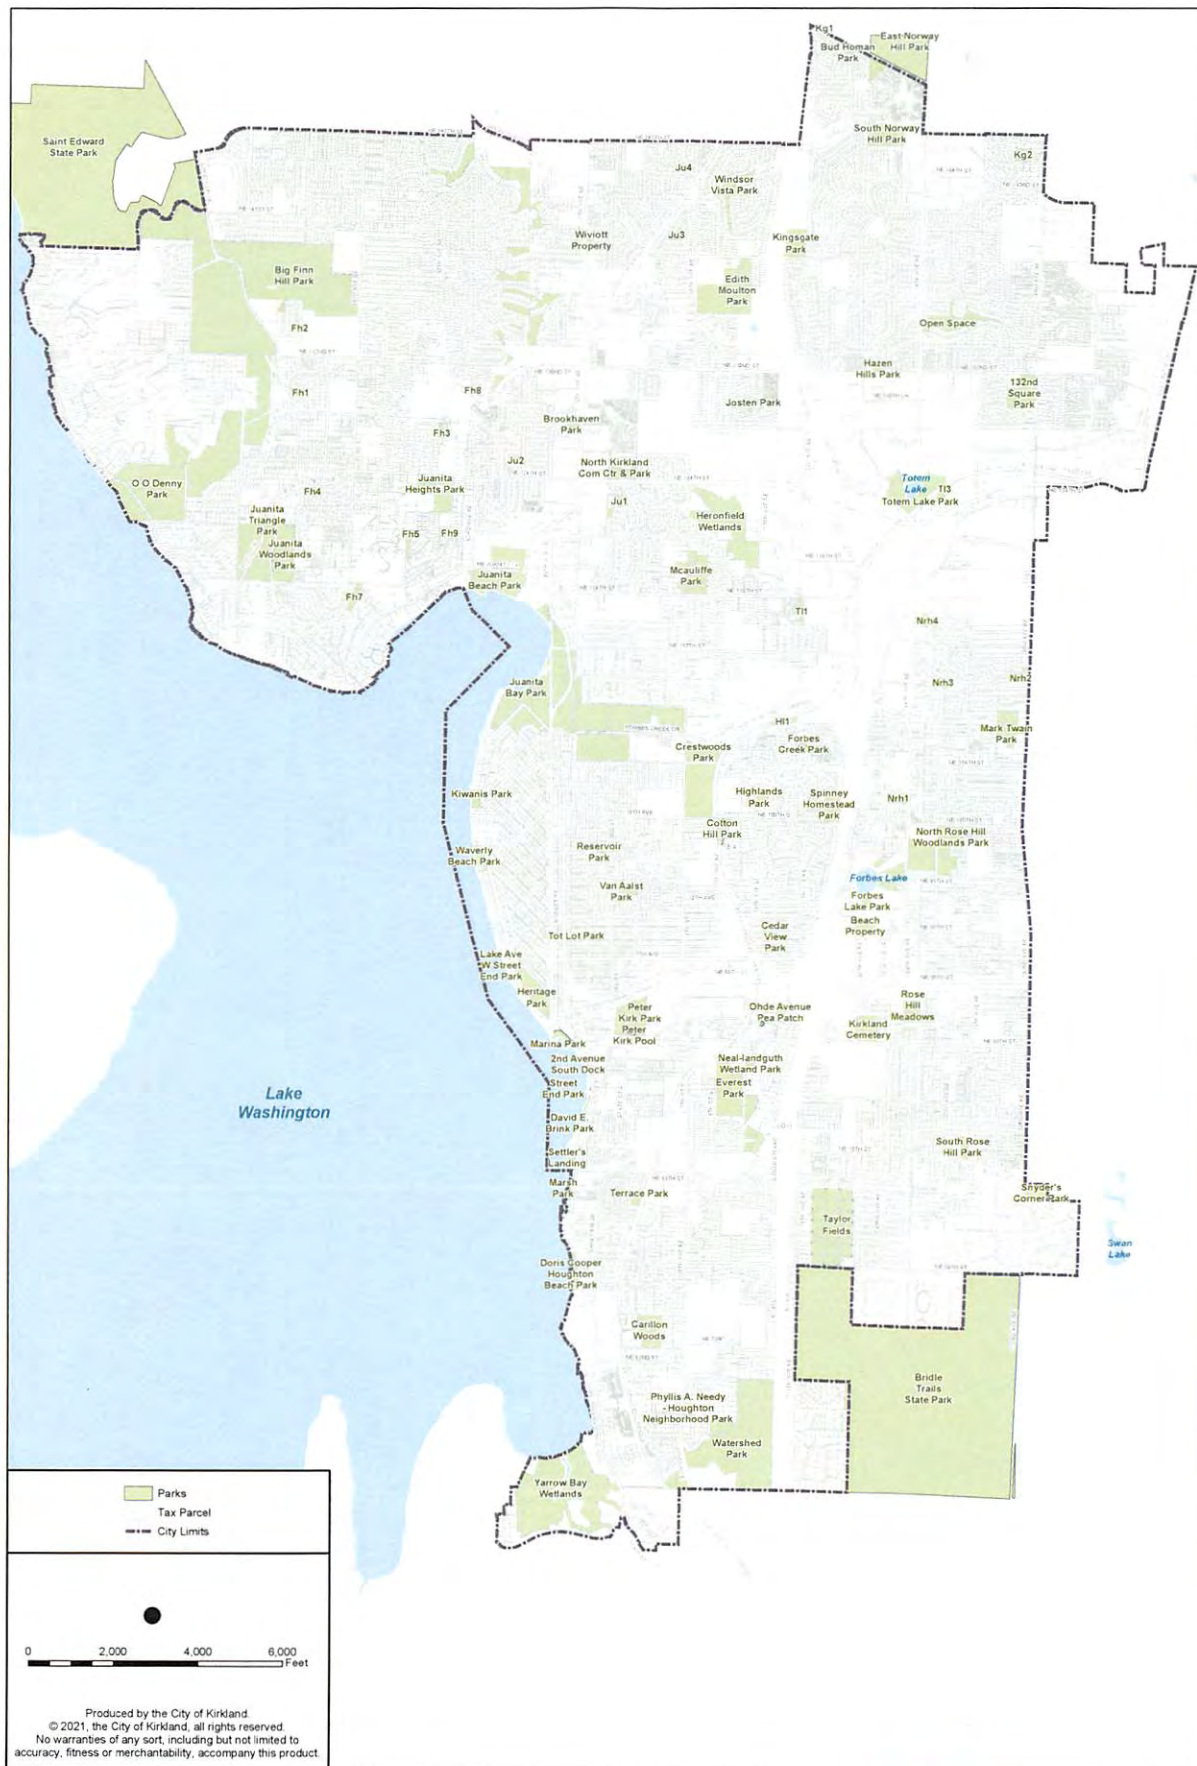 Kg1
East Norway
Hill Park
Bud Homan
Park
Saint Edward
State Park
South Norway
Hill Park
Kg2
Ju4
Windsor
Vista Park
Wiviott
Property
Ju3
Kingsgate
Park
Big Finn
Hill Park
Edith
Moulton
Park
Fh2
Open Space
Hazen
Hills Park
132nd
Square
Park
Fh1
Fh8
Josten Park
Brookhaven
Park
Fh3
Ju2
North Kirkland
Com Ctr & Park
O O Denny
Park
Fh4
Juanita
Heights Park
Totem
Lake
Tl3
Totem Lake Park
Ju1
Juanita
Triangle
Park
Heronfield
Wetlands
Juanita
Woodlands
Park
Fh5
Fh9
Juanita
Beach Park
Mcauliffe
Park
Fh7
Tl1
Nrh4
Juanita
Bay Park
Nrh3
Nrh2
Hl1
Mark Twain
Park
Forbes
Creek Park
Crestwoods
Park
Kiwanis Park
Highlands
Park
Spinney
Homestead
Park
Nrh1
Cotton
Hill Park
North Rose Hill
Woodlands Park
Waverly
Beach Park
Reservoir
Park
Forbes Lake
Van Aalst
Park
Forbes
Lake Park
Beach
Property
Cedar
View
Park
Tot Lot Park
Lake Ave
W Street
End Park
Heritage
Park
Peter
Kirk Park
Peter
Kirk Pool
Ohde Avenue
Pea Patch
Rose
Hill
Meadows
Kirkland
Cemetery
Marina Park
2nd Avenue
South Dock
Neal-landguth
Wetland Park
Street
End Park
Everest
Park
Lake
Washington
David E.
Brink Park
South Rose
Hill Park
Settler's
Landing
Marsh
Park
Terrace Park
Snyder's
Corner Park
Taylor
Fields
Swan
Lake
Doris Cooper
Houghton
Beach Park
Carillon
Woods
Bridle
Trails
State Park
Phyllis A. Needy
- Houghton
Neighborhood Park
Watershed
Park
Yarrow Bay
Wetlands
Parks
Tax Parcel
City Limits
0 2,000 4,000 6,000
Feet
Produced by the City of Kirkland.
© 2021, the City of Kirkland, all rights reserved.
No warranties of any sort, including but not limited to
accuracy, fitness or merchantability, accompany this product.